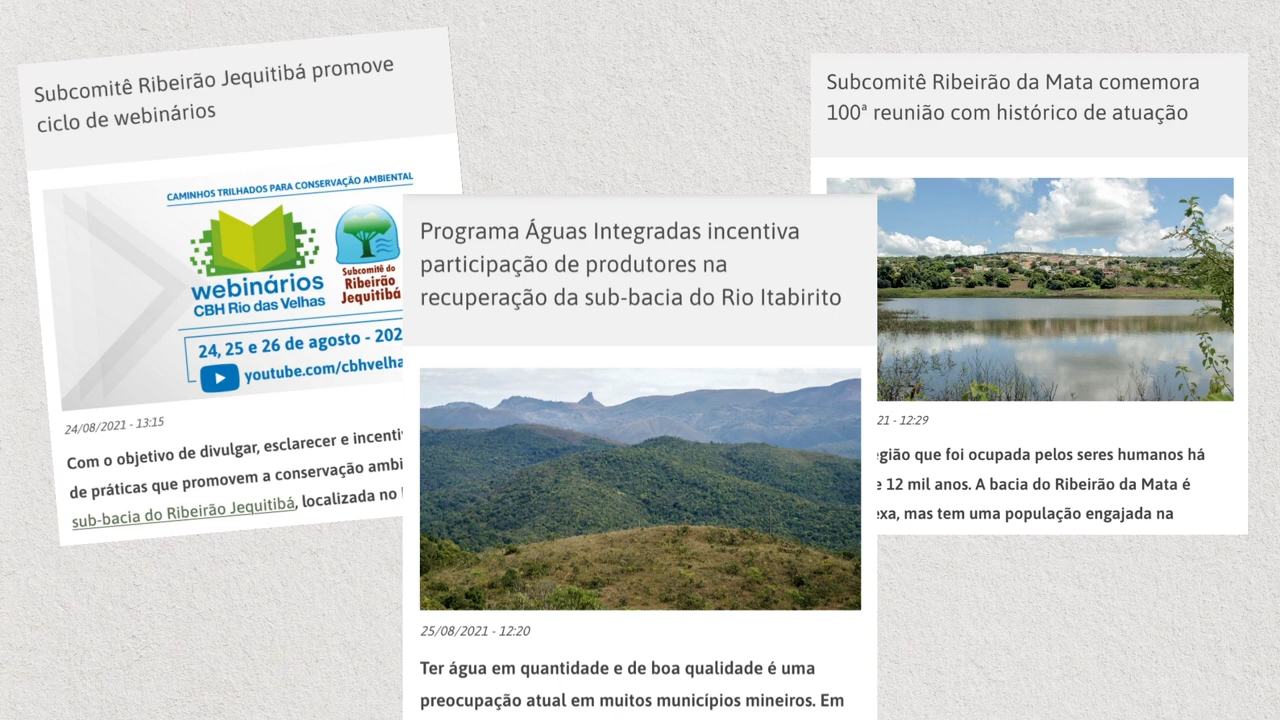 Subcomitê Ribeirão Jequitibá promove
ciclo de webinários
CAMINHOS TRILHADOS PARA CONSERVAÇÃO AMBIENTAL
webinários
CBH Rio das Velhas
Subcomitê do
Ribeirão
Jequitibá
24, 25 e 26 de agosto - 202
youtube.com/cbhvelha
24/08/2021 - 13:15
Com o objetivo de divulgar, esclarecer e incenti
de práticas que promovem a conservação ambi
sub-bacia do Ribeirão Jequitibá, localizada no
Programa Águas Integradas incentiva
participação de produtores na
recuperação da sub-bacia do Rio Itabirito
25/08/2021 - 12:20
Ter água em quantidade e de boa qualidade é uma
preocupação atual em muitos municípios mineiros. Em
Subcomitê Ribeirão da Mata comemora
100ª reunião com histórico de atuação
21 - 12:29
egião que foi ocupada pelos seres humanos há
e 12 mil anos. A bacia do Ribeirão da Mata é
exa, mas tem uma população engajada na